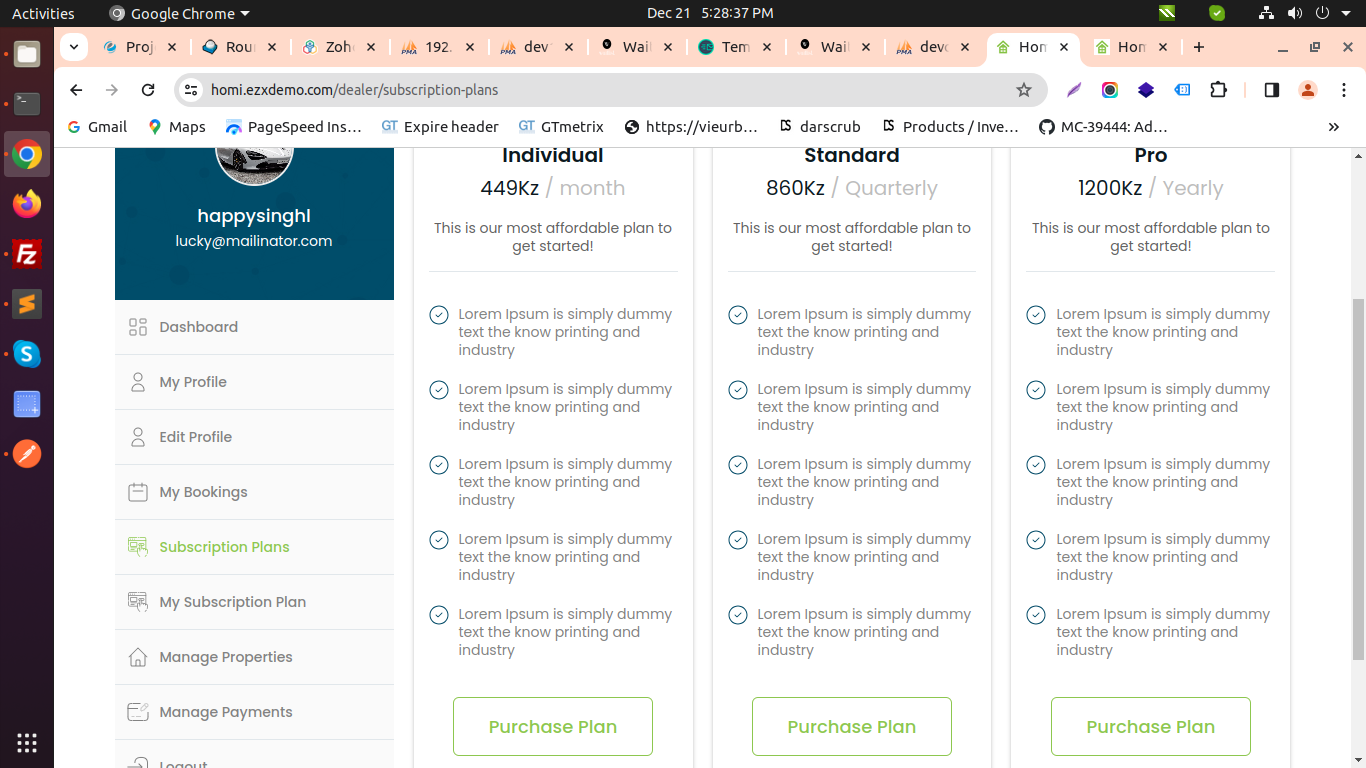 Activities
Google Chrome
Dec 21 5:28:37 PM
Proj
Rour
Zoh
192.
dev
Wail
Tem
Wail
devc
Hom
Hom
homi.ezxdemo.com/dealer/subscription-plans
Gmail
Maps
PageSpeed Ins...
GT Expire header
GT GTmetrix
https://vieurb...
darscrub
Products / Inve...
MC-39444: Ad...
»
happysinghl
lucky@mailinator.com
Dashboard
My Profile
Edit Profile
My Bookings
Subscription Plans
My Subscription Plan
Manage Properties
Manage Payments
Logout
Individual
449Kz / month
This is our most affordable plan to
get started!
Lorem Ipsum is simply dummy
text the know printing and
industry
Lorem Ipsum is simply dummy
text the know printing and
industry
Lorem Ipsum is simply dummy
text the know printing and
industry
Lorem Ipsum is simply dummy
text the know printing and
industry
Lorem Ipsum is simply dummy
text the know printing and
industry
Purchase Plan
Standard
860Kz / Quarterly
This is our most affordable plan to
get started!
Lorem Ipsum is simply dummy
text the know printing and
industry
Lorem Ipsum is simply dummy
text the know printing and
industry
Lorem Ipsum is simply dummy
text the know printing and
industry
Lorem Ipsum is simply dummy
text the know printing and
industry
Lorem Ipsum is simply dummy
text the know printing and
industry
Purchase Plan
Pro
1200Kz / Yearly
This is our most affordable plan to
get started!
Lorem Ipsum is simply dummy
text the know printing and
industry
Lorem Ipsum is simply dummy
text the know printing and
industry
Lorem Ipsum is simply dummy
text the know printing and
industry
Lorem Ipsum is simply dummy
text the know printing and
industry
Lorem Ipsum is simply dummy
text the know printing and
industry
Purchase Plan